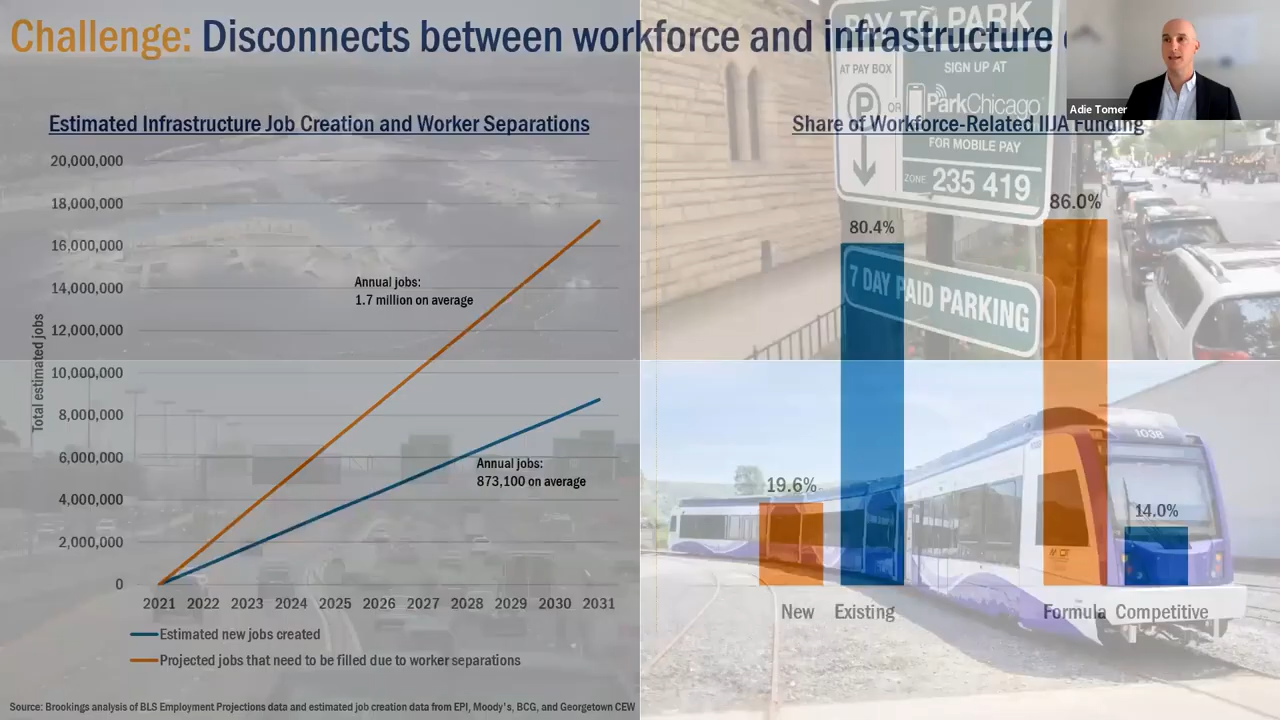 Challenge: Disconnects between workforce and infrastructure
Adie Tomer
Estimated Infrastructure Job Creation and Worker Separations
Total estimated jobs
20,000,000
18,000,000
16,000,000
14,000,000
12,000,000
10,000,000
8,000,000
6,000,000
4,000,000
2,000,000
0
Annual jobs:
1.7 million on average
Annual jobs:
873,100 on average
2021 2022 2023 2024 2025 2026 2027 2028 2029 2030 2031
Estimated new jobs created
Projected jobs that need to be filled due to worker separations
Source: Brookings analysis of BLS Employment Projections data and estimated job creation data from EPI, Moody's, BCG, and Georgetown CEW
Share of Workforce-Related IIJA Funding
19.6%
80.4%
86.0%
14.0%
New Existing Formula Competitive
PAY TO PARK
AT PAY BOX
P
OR
SIGN UP AT
ParkChicago
FOR MOBILE PAY
ZONE 235 419
7 DAY PAID PARKING
1038